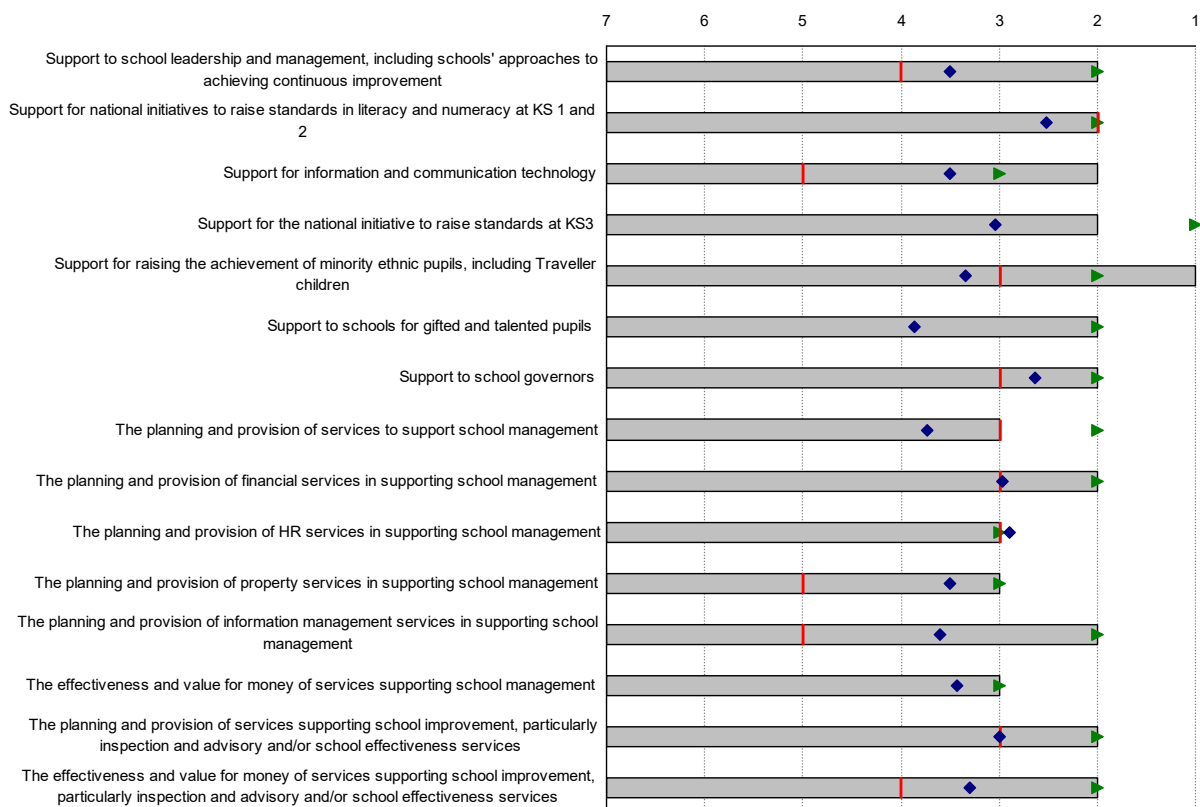 7 6 5 4 3 2 1
Support to school leadership and management, including schools' approaches to
achieving continuous improvement
Support for national initiatives to raise standards in literacy and numeracy at KS 1 and
2
Support for information and communication technology
Support for the national initiative to raise standards at KS3
Support for raising the achievement of minority ethnic pupils, including Traveller
children
Support to schools for gifted and talented pupils
Support to school governors
The planning and provision of services to support school management
The planning and provision of financial services in supporting school management
The planning and provision of HR services in supporting school management
The planning and provision of property services in supporting school management
The planning and provision of information management services in supporting school
management
The effectiveness and value for money of services supporting school management
The planning and provision of services supporting school improvement, particularly
inspection and advisory and/or school effectiveness services
The effectiveness and value for money of services supporting school improvement,
particularly inspection and advisory and/or school effectiveness services